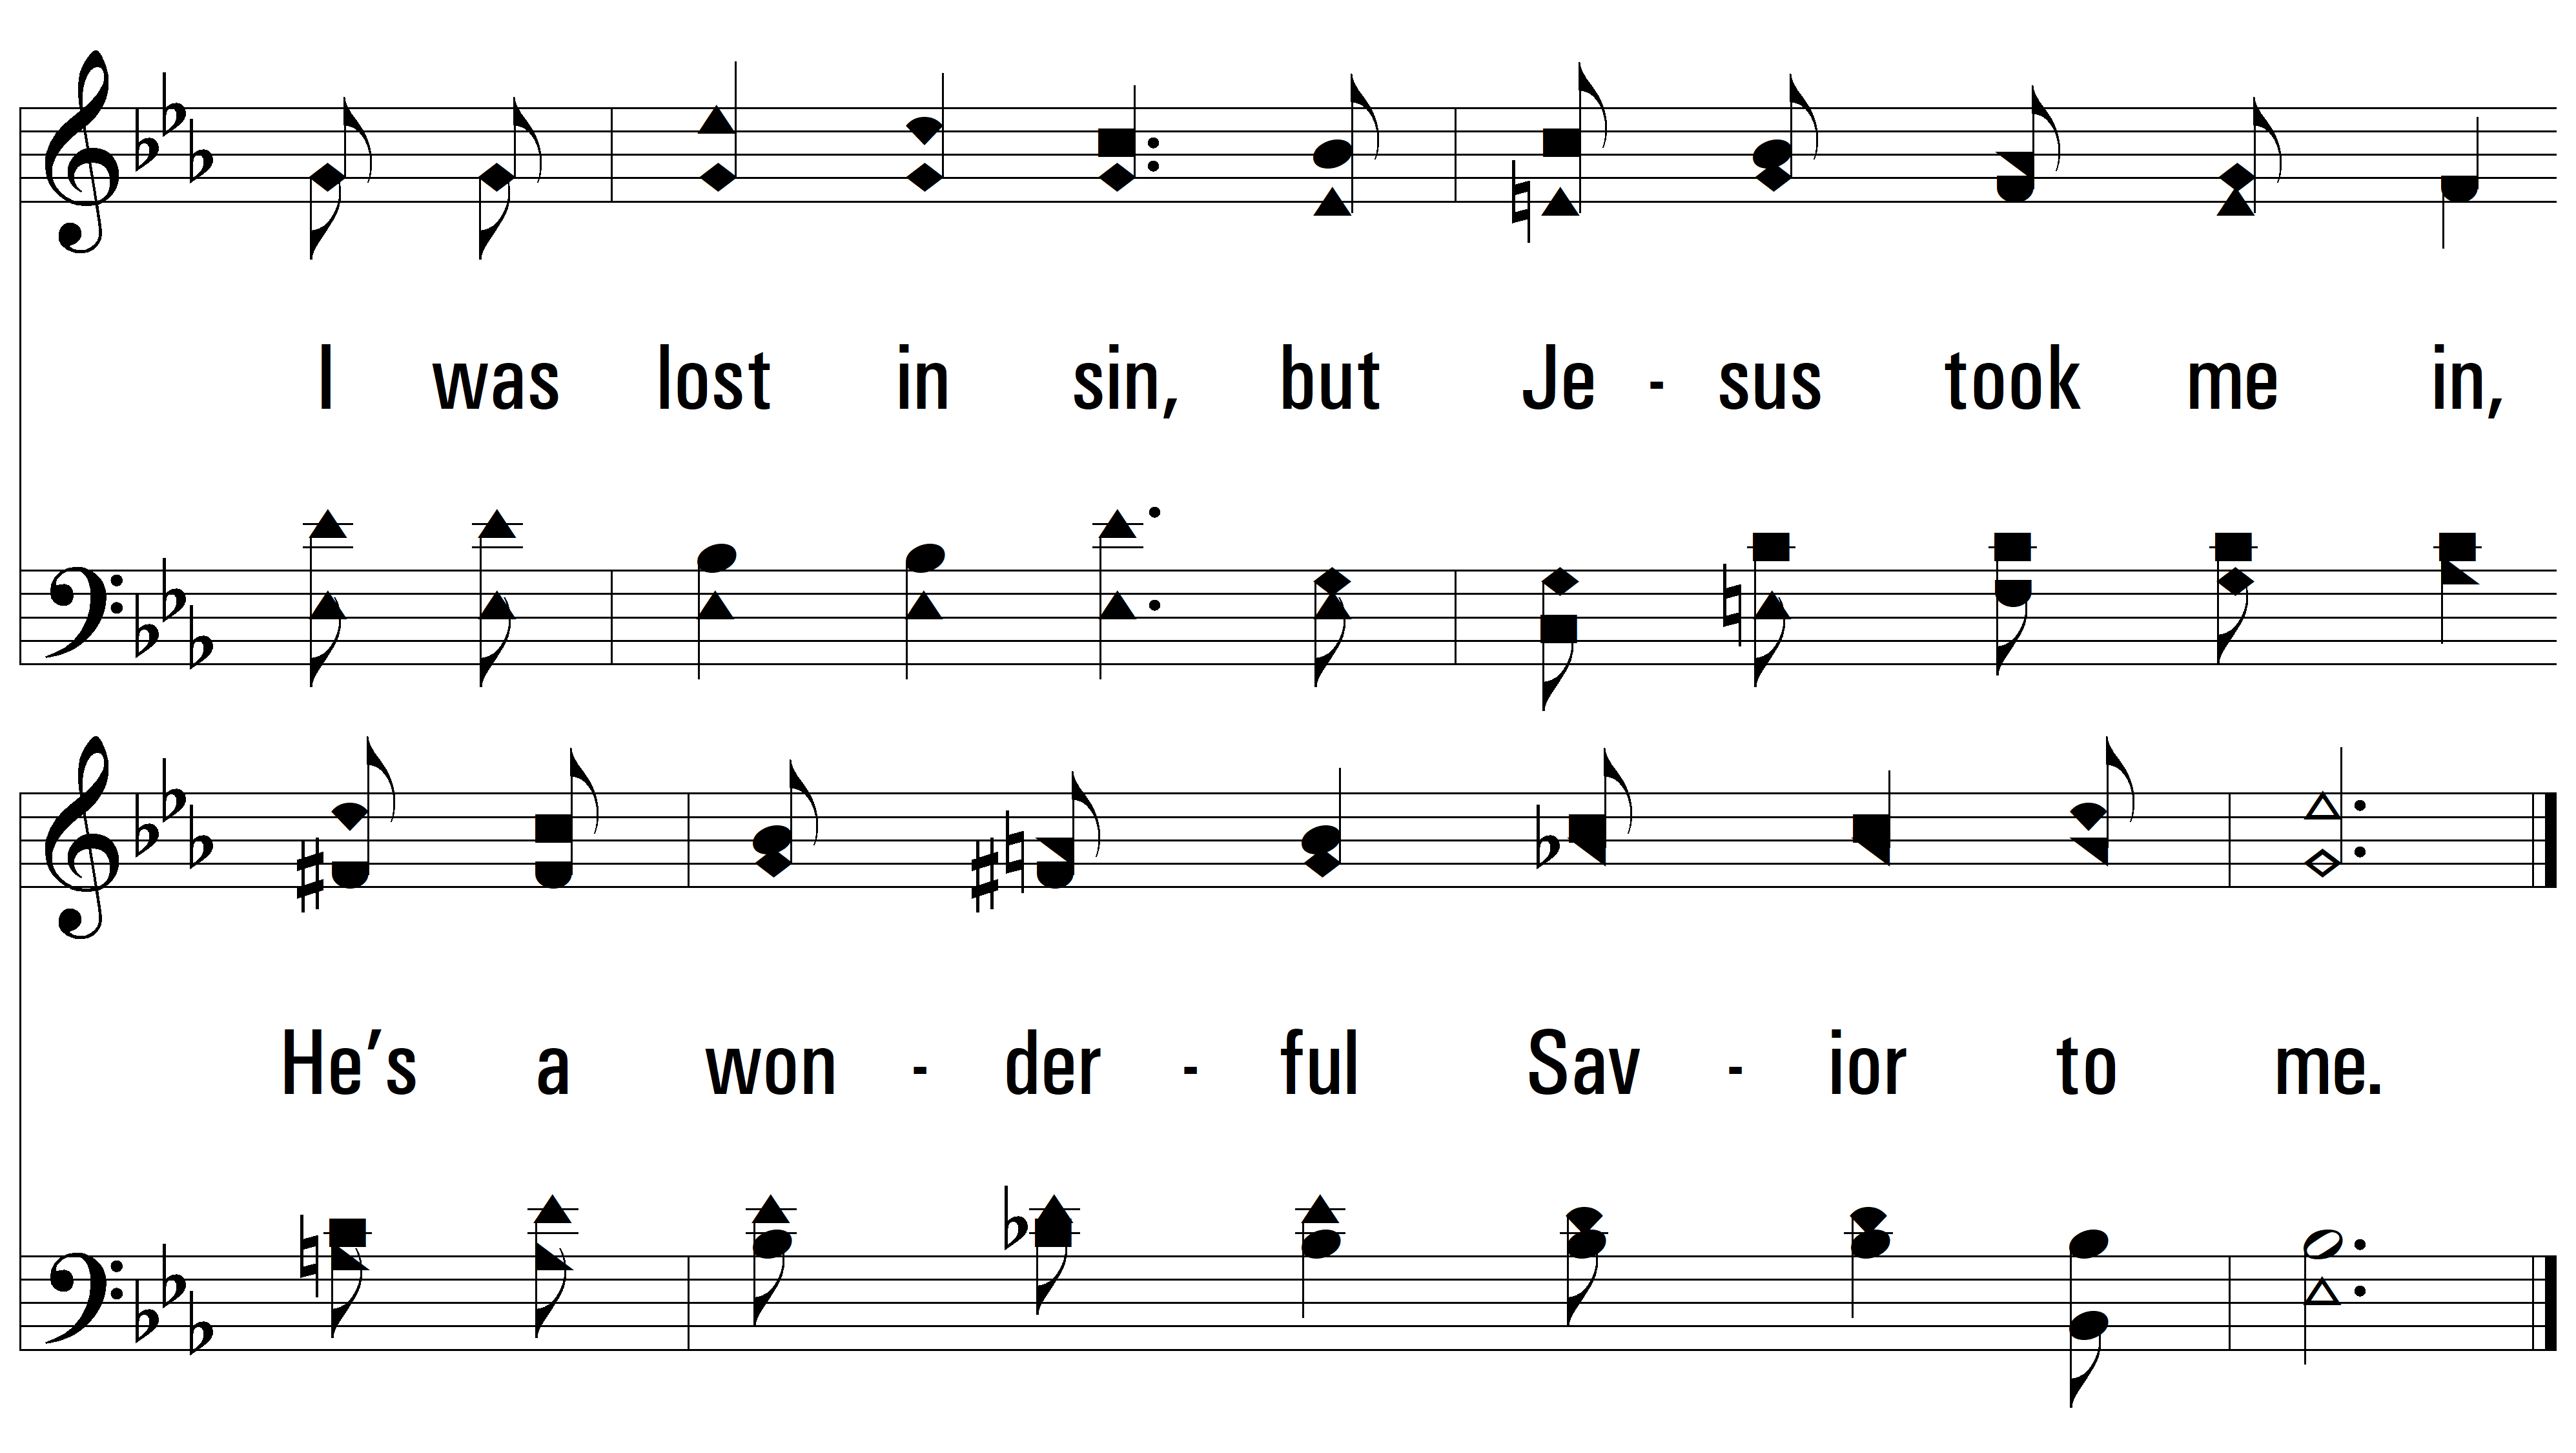 I was lost in sin, but Je - sus took me in,
He’s a won - der - ful Sav - ior to me.